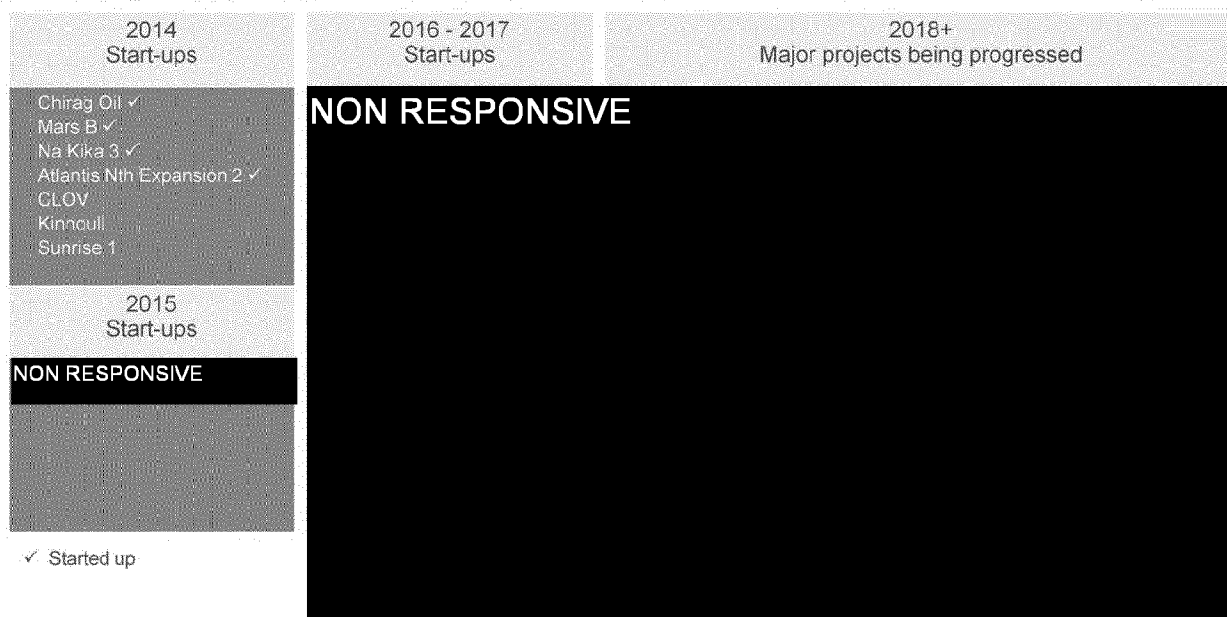 2014
Start-ups
Chirag Oil ✓
Mars B ✓
Na Kika 3 ✓
Atlantis Nth Expansion 2 ✓
CLOV
Kinnoull
Sunrise 1
2015
Start-ups
NON RESPONSIVE
✓ Started up
2016 - 2017
Start-ups
2018+
Major projects being progressed
NON RESPONSIVE